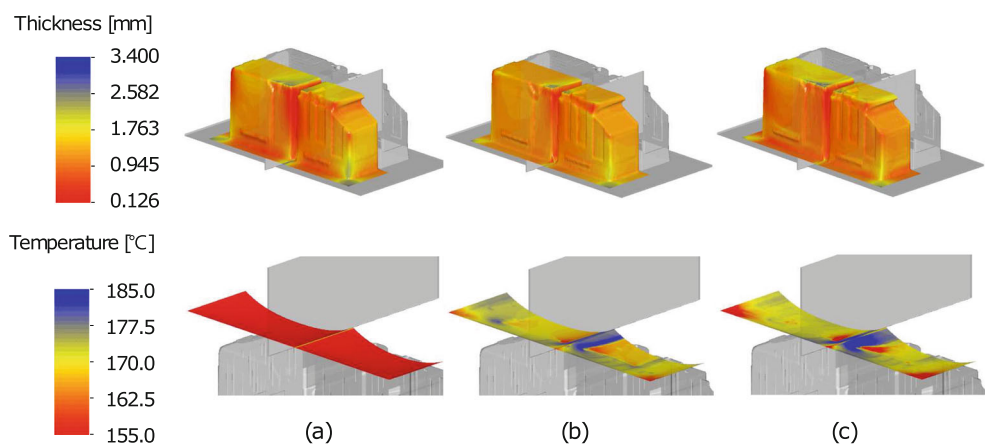 Thickness [mm]
3.400
2.582
1.763
0.945
0.126
Temperature [℃]
185.0
177.5
170.0
162.5
155.0
(a)
(b)
(c)